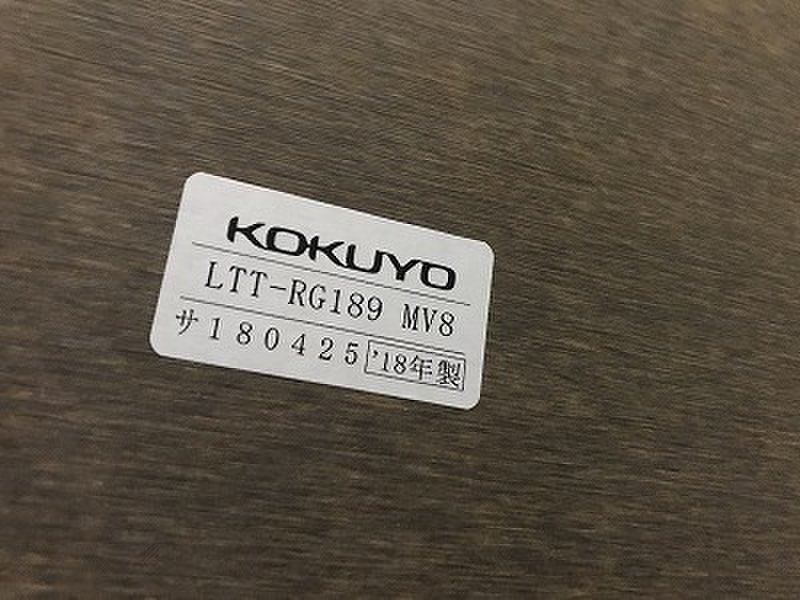 KOKUYO
LTT-RG189 MV8
サ180425 '18年製